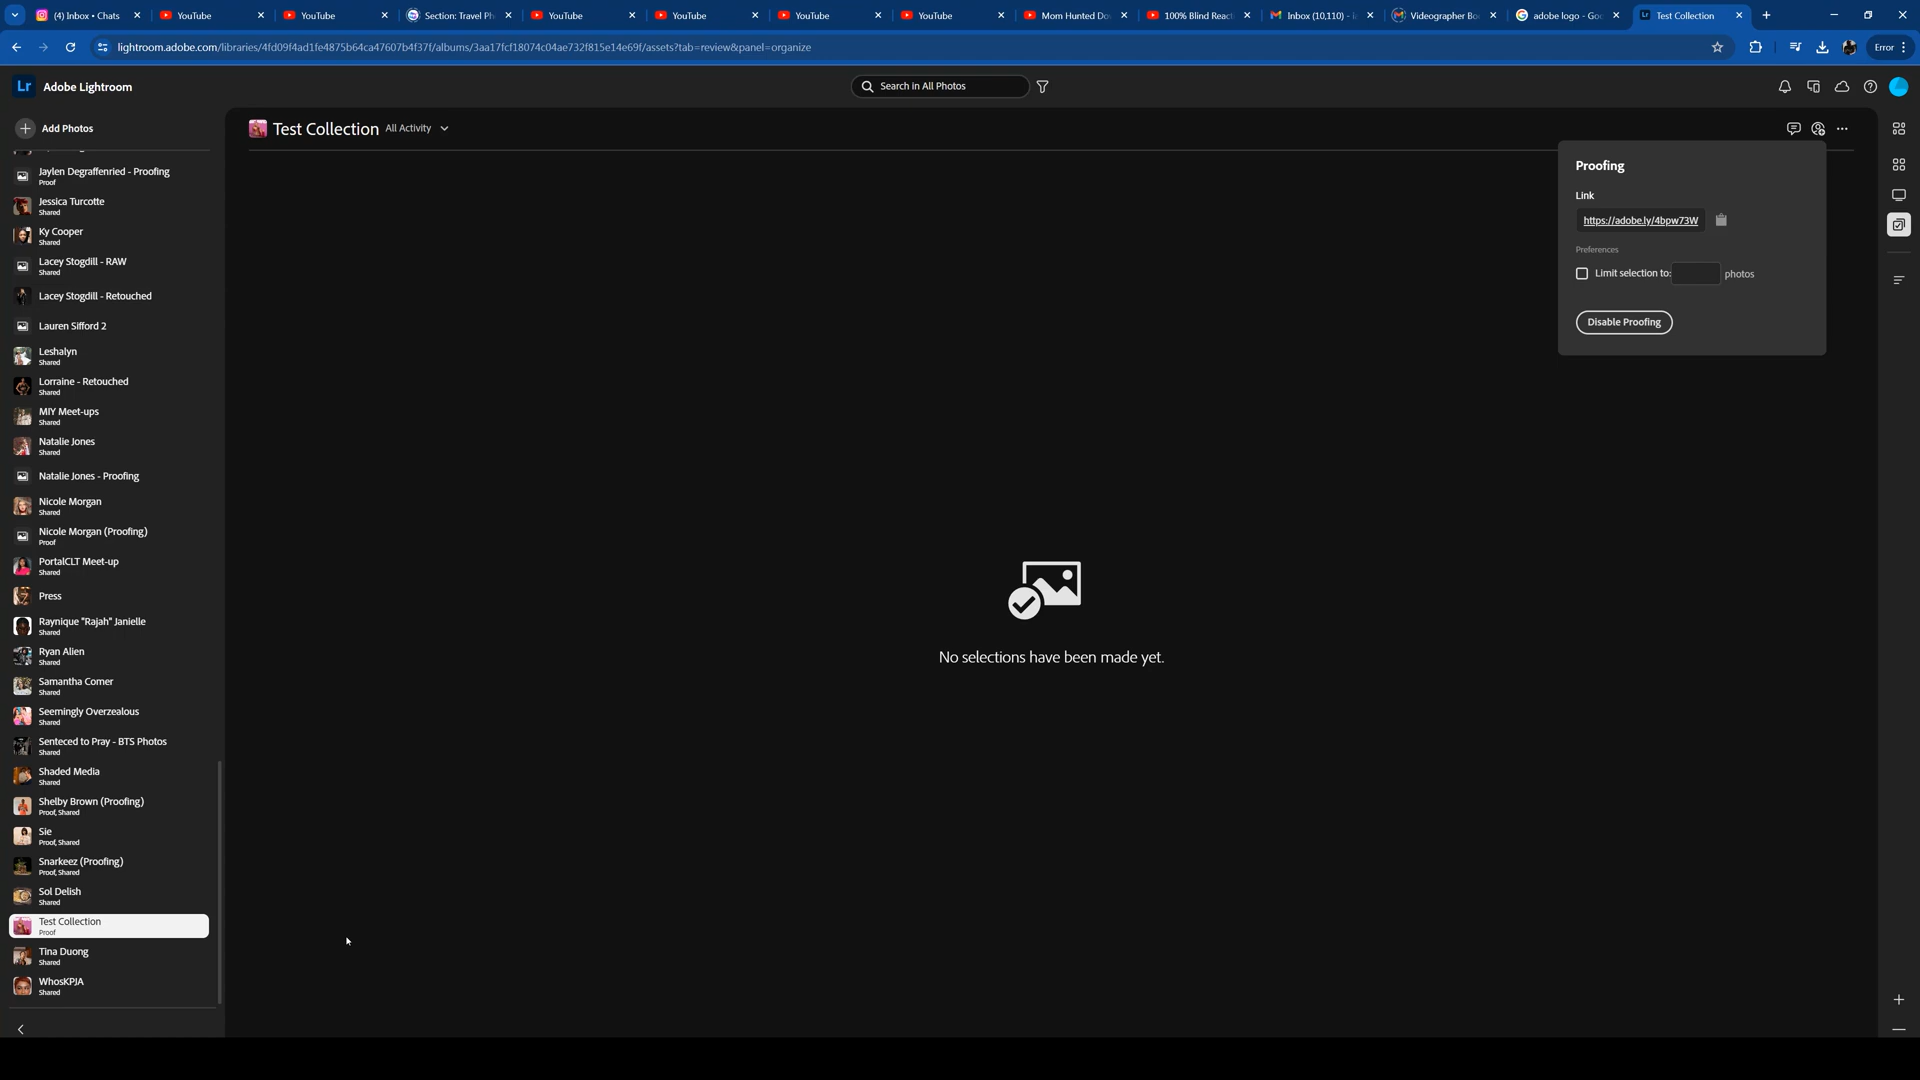 (4) Inbox • Chats
YouTube
YouTube
Section: Travel Ph
YouTube
YouTube
YouTube
YouTube
Mom Hunted Do
100% Blind React
Inbox (10,110) -
Videographer Bo
adobe logo - Goo
Test Collection
lightroom.adobe.com/libraries/4fd09f4ad1fe4875b64ca47607b4f37f/albums/3aa17fcf18074c04ae732f815e14e69f/assets?tab=review&panel=organize
Error
Lr Adobe Lightroom
Search in All Photos
Add Photos
Test Collection All Activity
Jaylen Degraffenried - Proofing
Proof
Jessica Turcotte
Shared
Ky Cooper
Shared
Lacey Stogdill - RAW
Shared
Lacey Stogdill - Retouched
Lauren Sifford 2
Leshalyn
Shared
Lorraine - Retouched
Shared
MIY Meet-ups
Shared
Natalie Jones
Shared
Natalie Jones - Proofing
Nicole Morgan
Shared
Nicole Morgan (Proofing)
Proof
PortalCLT Meet-up
Shared
Press
Raynique "Rajah" Janielle
Shared
Ryan Alien
Shared
Samantha Comer
Shared
Seemingly Overzealous
Shared
Senteced to Pray - BTS Photos
Shared
Shaded Media
Shared
Shelby Brown (Proofing)
Proof, Shared
Sie
Proof, Shared
Snarkeez (Proofing)
Proof, Shared
Sol Delish
Shared
Test Collection
Proof
Tina Duong
Shared
WhosKPJA
Shared
Proofing
Link
https://adobe.ly/4bpw73W
Preferences
Limit selection to: photos
Disable Proofing
No selections have been made yet.